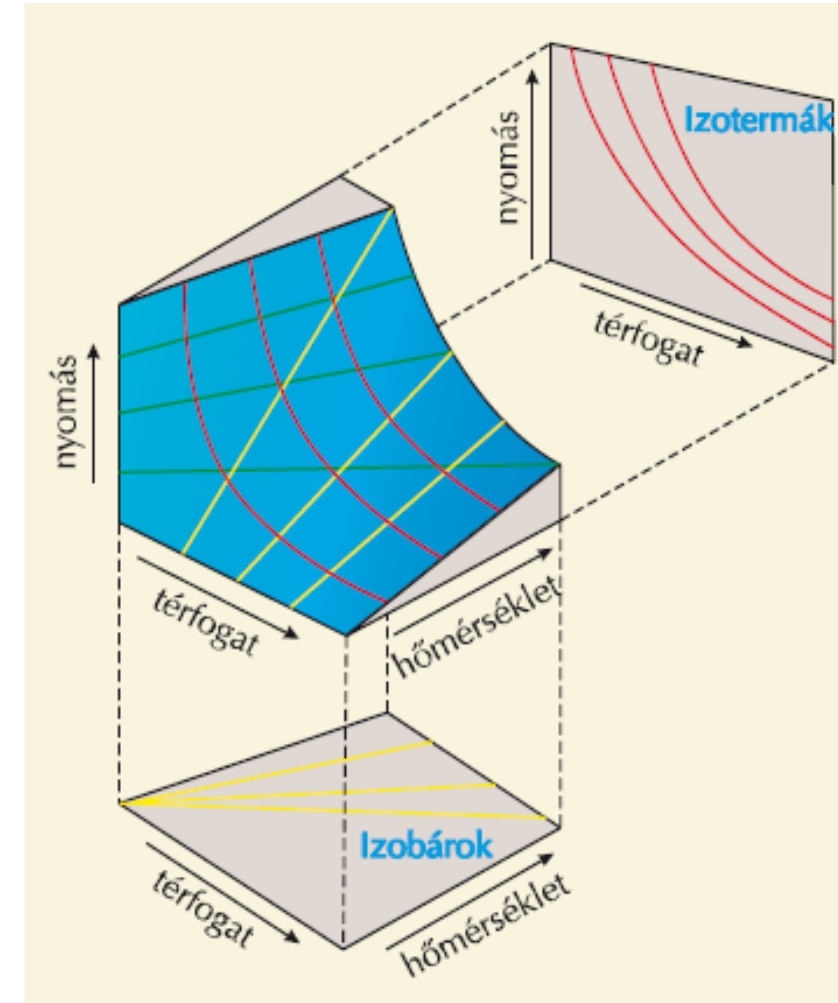 nyomás
Izotermák
térfogat
nyomás
térfogat
hőmérséklet
Izobárok
térfogat
hőmérséklet